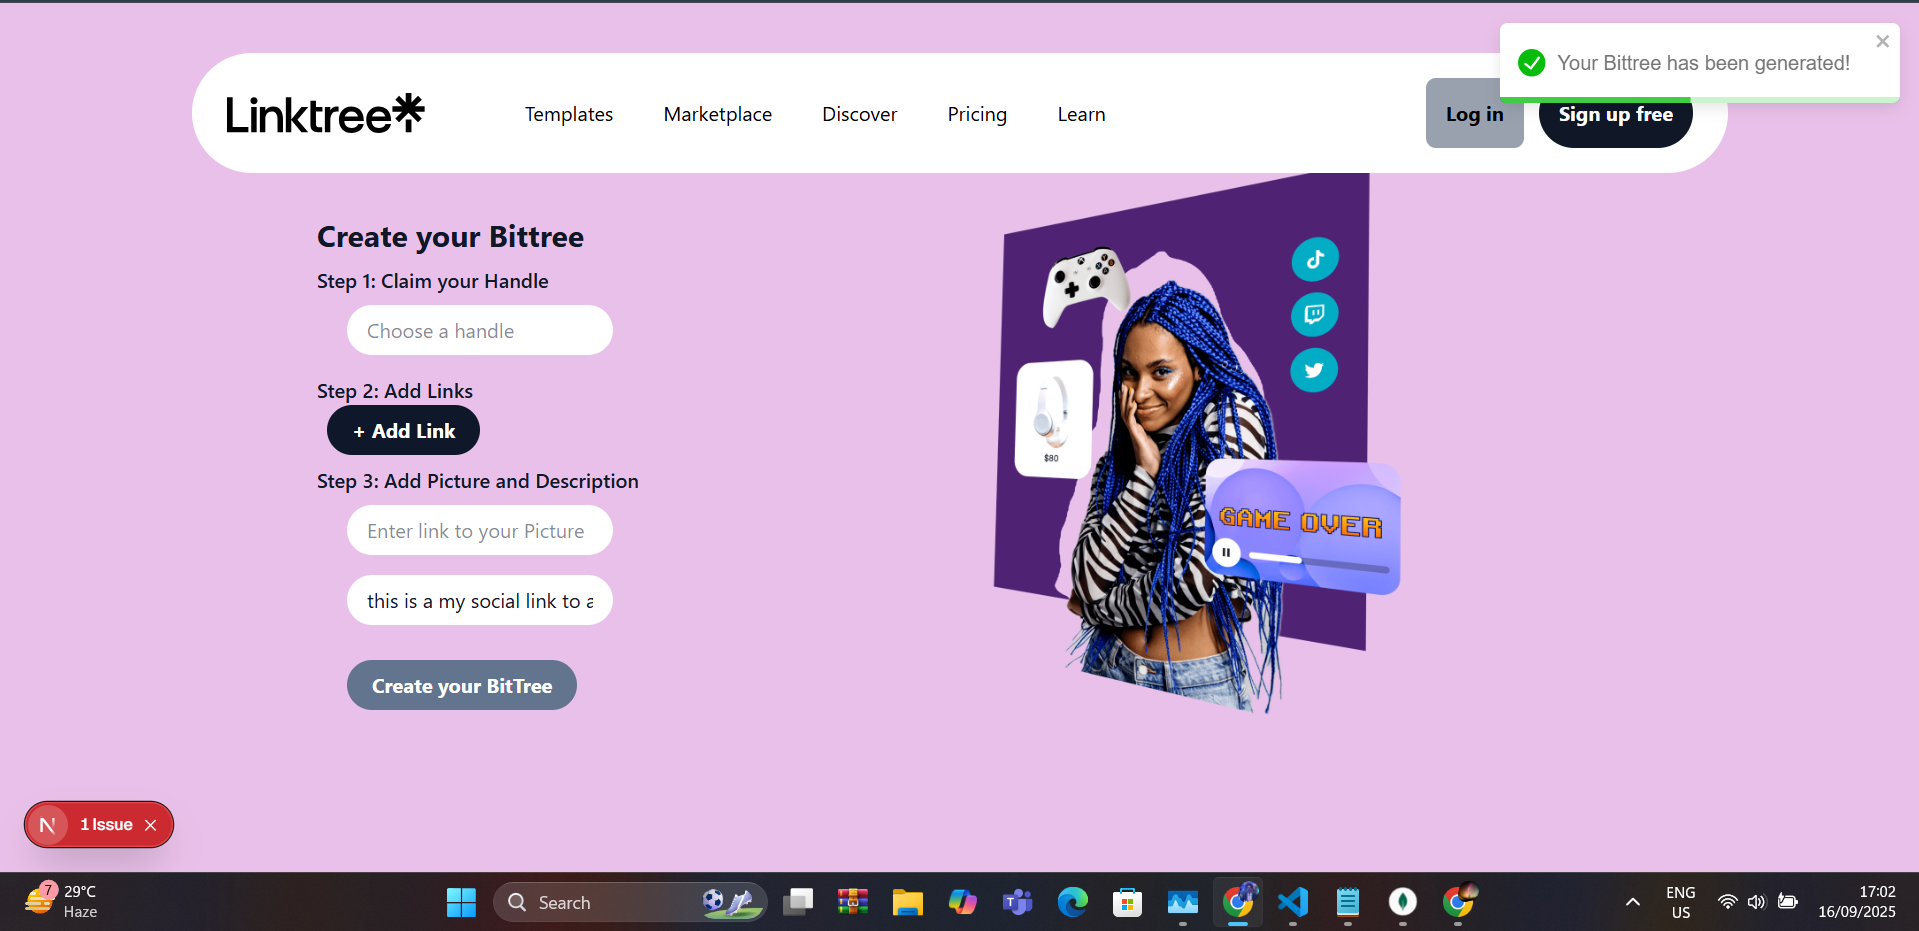 Your Bittree has been generated!
Linktree*
Templates
Marketplace
Discover
Pricing
Learn
Log in
Sign up free
Create your Bittree
Step 1: Claim your Handle
Choose a handle
Step 2: Add Links
+ Add Link
Step 3: Add Picture and Description
Enter link to your Picture
this is a my social link to a
Create your BitTree
$80
GAME OVER
N
1 Issue
7
29°C
Haze
Search
ENG
US
17:02
16/09/2025